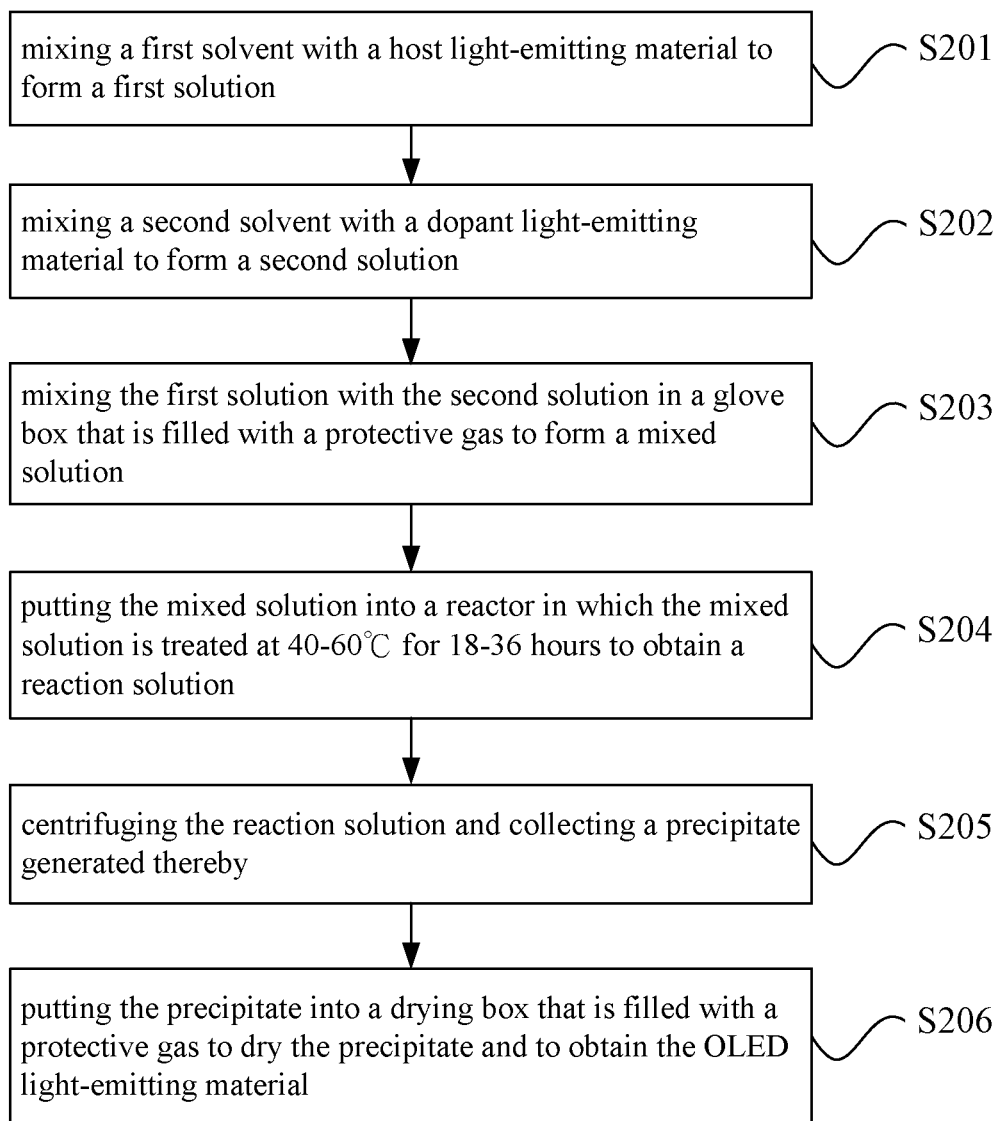 mixing a first solvent with a host light-emitting material to
form a first solution
S201
mixing a second solvent with a dopant light-emitting
material to form a second solution
S202
mixing the first solution with the second solution in a glove
box that is filled with a protective gas to form a mixed
solution
S203
putting the mixed solution into a reactor in which the mixed
solution is treated at 40-60℃ for 18-36 hours to obtain a
reaction solution
S204
centrifuging the reaction solution and collecting a precipitate
generated thereby
S205
putting the precipitate into a drying box that is filled with a
protective gas to dry the precipitate and to obtain the OLED
light-emitting material
S206